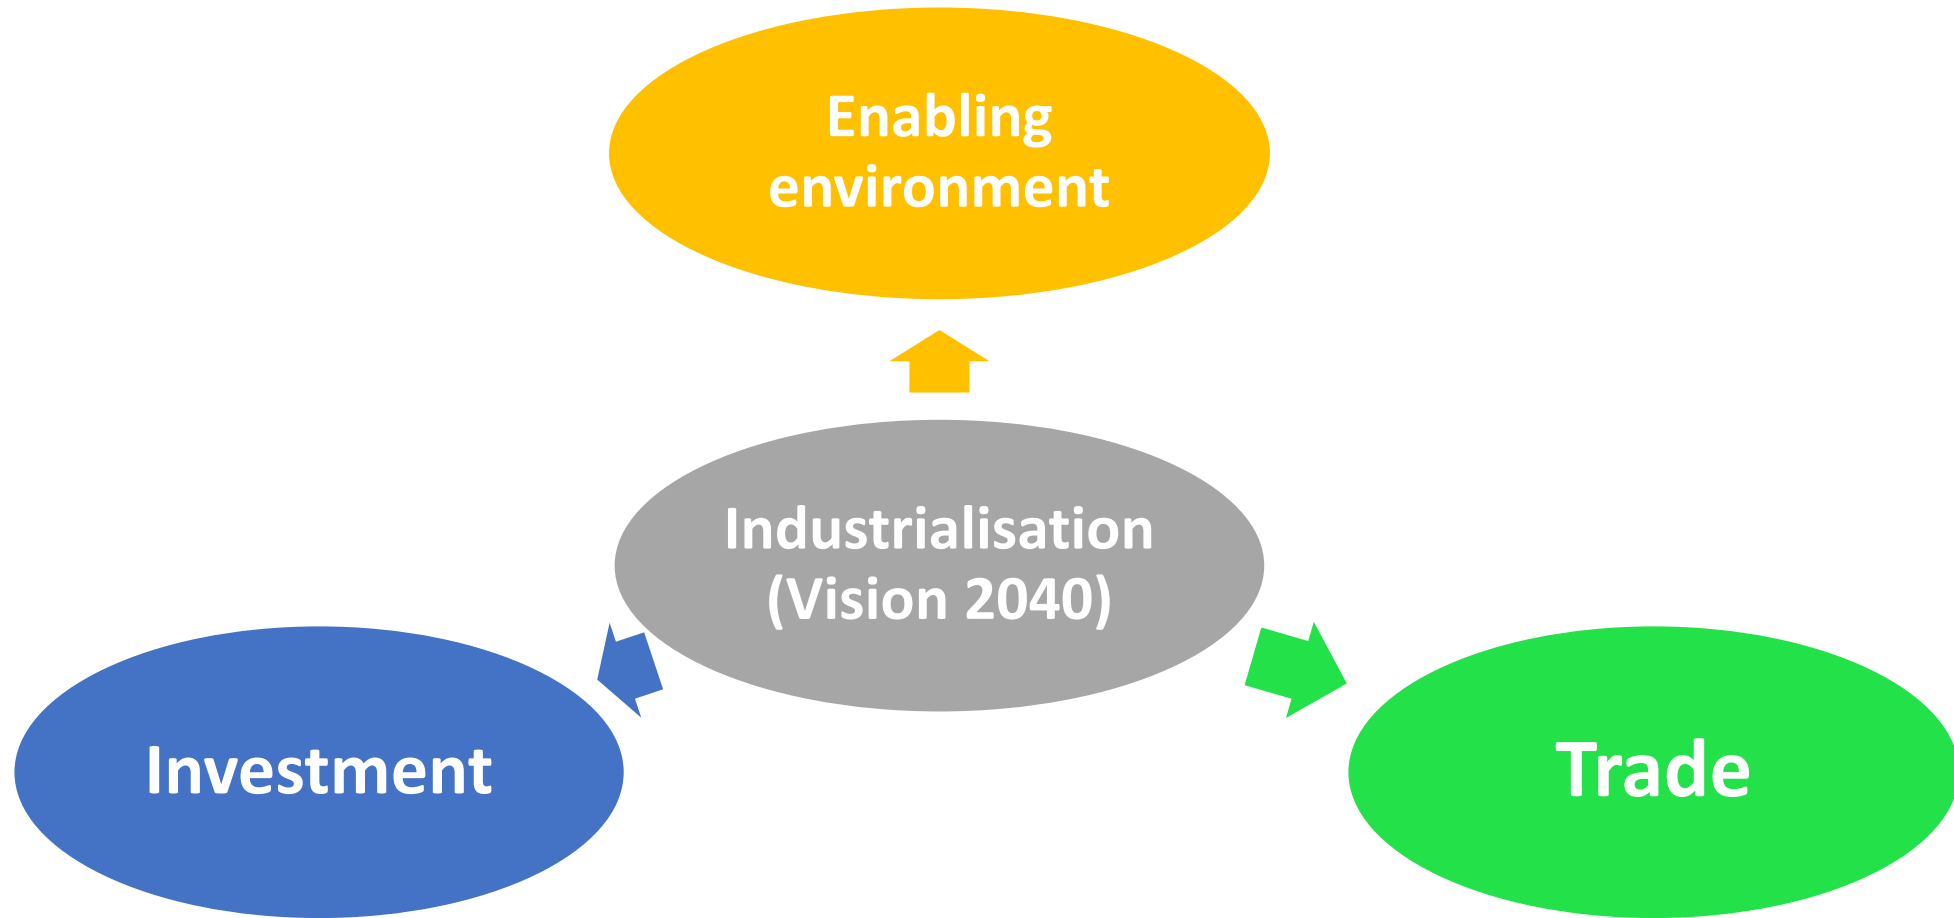 Enabling
environment
Industrialisation
(Vision 2040)
Investment
Trade